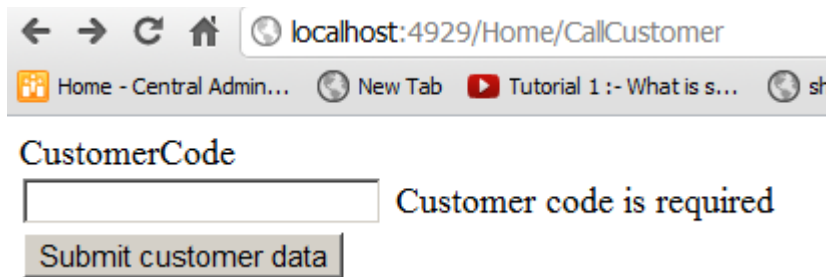 localhost:4929/Home/CallCustomer
Home - Central Admin... New Tab Tutorial 1 :- What is s... sh
CustomerCode
Customer code is required
Submit customer data